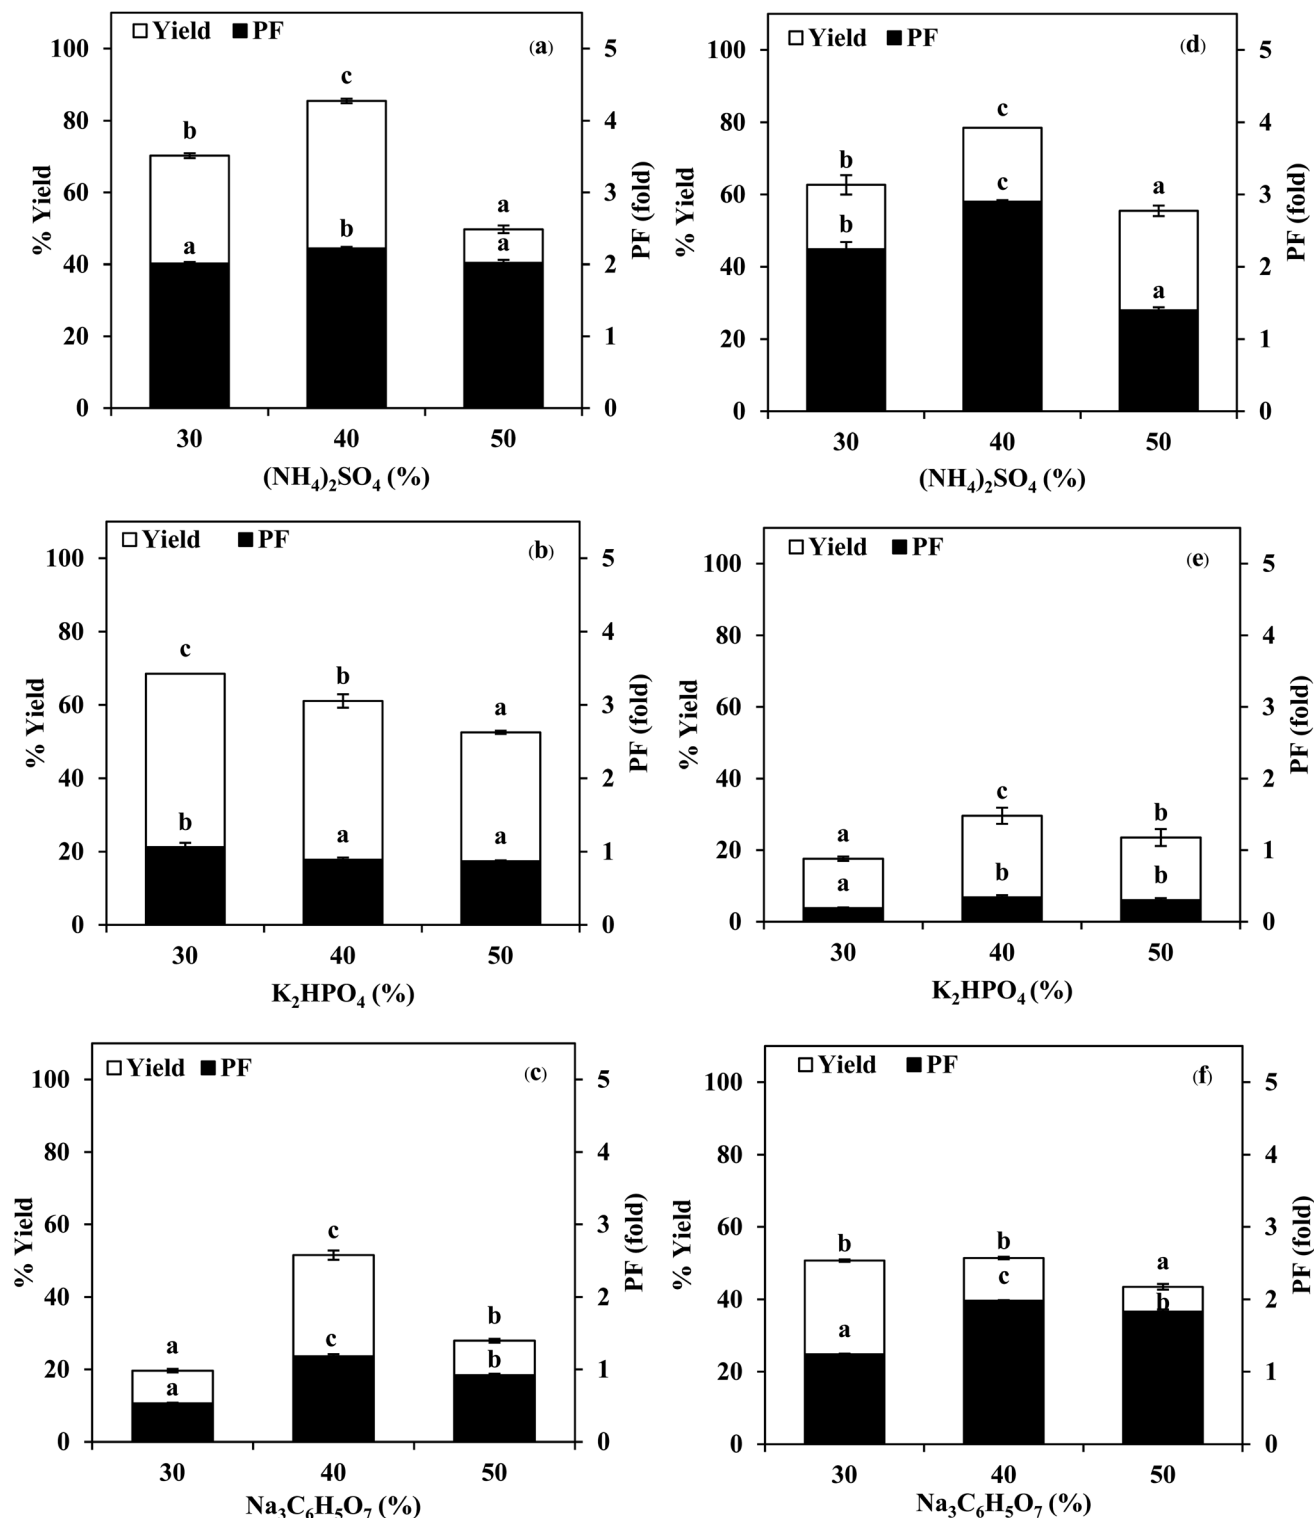 Yield PF (a)
100 5
c
80 b 4
60 3
a
a b a
40 2
20 1
0 0
% Yield
PF (fold)
30 40 50
(NH₄)₂SO₄ (%)
Yield PF (d)
100 5
c
80 4
b
c a
60 3
b
40 2
a
20 1
0 0
% Yield
PF (fold)
30 40 50
(NH₄)₂SO₄ (%)
Yield PF (b)
100 5
80 4
c
b
a
60 3
40 2
b a a
20 1
0 0
% Yield
PF (fold)
30 40 50
K₂HPO₄ (%)
Yield PF (e)
100 5
80 4
60 3
40 2
c
b
a
20 1
a b b
0 0
% Yield
PF (fold)
30 40 50
K₂HPO₄ (%)
Yield PF (c)
100 5
80 4
60 3
c
40 2
b
a c b
20 1
a
0 0
% Yield
PF (fold)
30 40 50
Na₃C₆H₅O₇ (%)
Yield PF (f)
100 5
80 4
60 3
b b a
c b
40 2
a
20 1
0 0
% Yield
PF (fold)
30 40 50
Na₃C₆H₅O₇ (%)